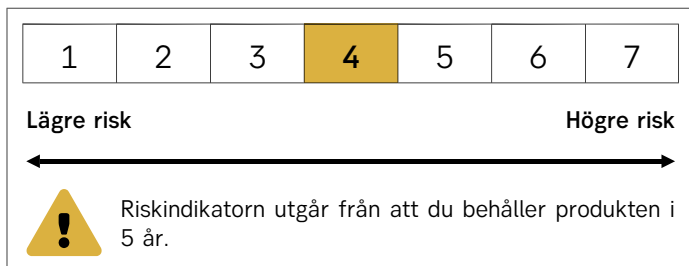 1 2 3 4 5 6 7
Lägre risk Högre risk
!
Riskindikatorn utgår från att du behåller produkten i
5 år.